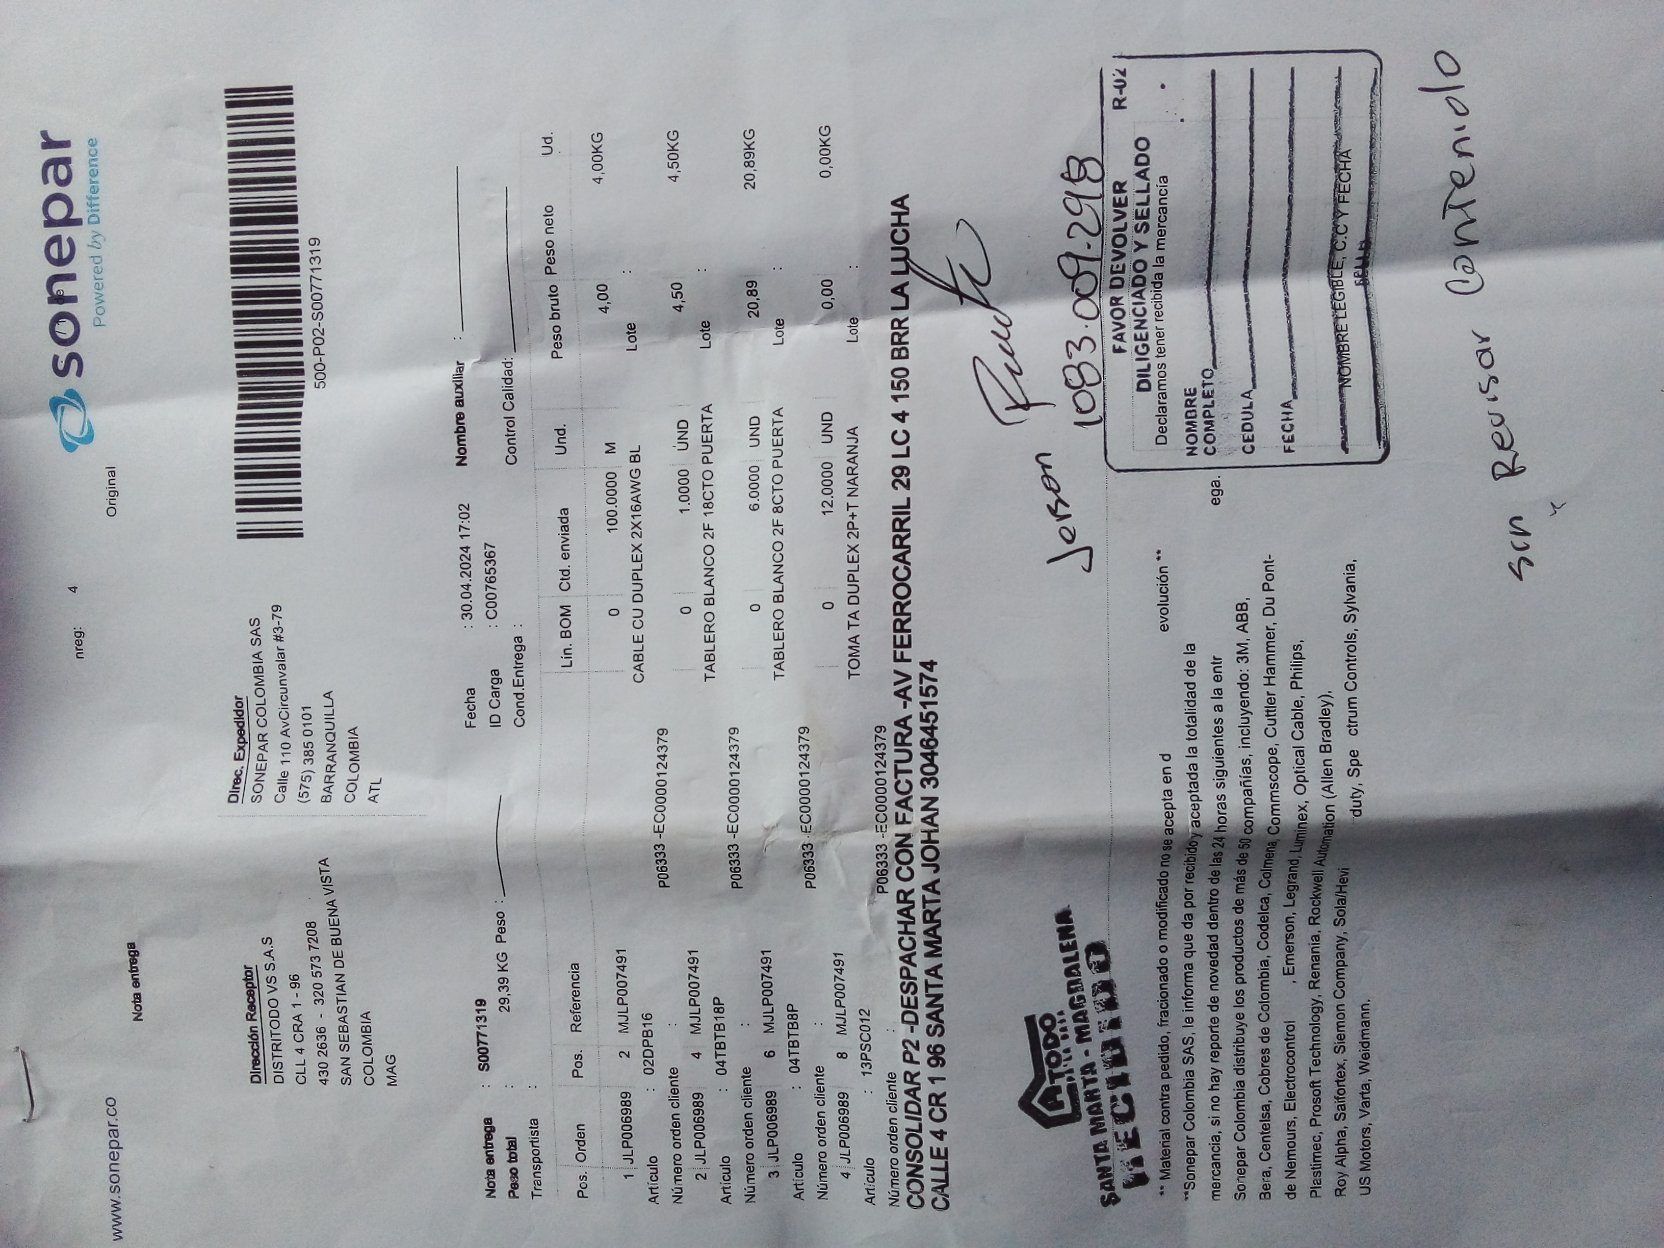 www.sonepar.co
nreg: 4
Original
sonepar
Powered by Difference
Nota entrega
Dirección Receptor
DISTRITODO VS S.A.S
CLL 4 CRA 1 - 96
430 2636 - 320 573 7208
SAN SEBASTIAN DE BUENA VISTA
COLOMBIA
MAG
Direc. Expedidor
SONEPAR COLOMBIA SAS
Calle 110 AvCircunvalar #3-79
(575) 385 0101
BARRANQUILLA
COLOMBIA
ATL
500-P02-S00771319
Nota entrega : S00771319 Fecha : 30.04.2024 17:02 Nombre auxiliar :
Peso total : 29,39 KG Peso : ID Carga : C00765367
Transportista : Cond.Entrega : Control Calidad:
Pos. Orden Pos. Referencia Lín. BOM Ctd. enviada Und. Peso bruto Peso neto Ud.
1 JLP006989 2 MJLP007491 0 100.0000 M 4,00 4,00KG
Artículo : 02DPB16 CABLE CU DUPLEX 2X16AWG BL Lote :
Número orden cliente : P06333 -EC0000124379
2 JLP006989 4 MJLP007491 0 1.0000 UND 4,50 4,50KG
Artículo : 04TBTB18P TABLERO BLANCO 2F 18CTO PUERTA Lote :
Número orden cliente : P06333 -EC0000124379
3 JLP006989 6 MJLP007491 0 6.0000 UND 20,89 20,89KG
Artículo : 04TBTB8P TABLERO BLANCO 2F 8CTO PUERTA Lote :
Número orden cliente : P06333 -EC0000124379
4 JLP006989 8 MJLP007491 0 12.0000 UND 0,00 0,00KG
Artículo : 13PSC012 TOMA TA DUPLEX 2P+T NARANJA Lote :
Número orden cliente : P06333 -EC0000124379
CONSOLIDAR P2 -DESPACHAR CON FACTURA -AV FERROCARRIL 29 LC 4 150 BRR LA LUCHA
CALLE 4 CR 1 96 SANTA MARTA JOHAN 3046451574
ATODO
SANTA MARTA - MAGDALENA
RECIBIDO
Jerson
1083.009.298
FAVOR DEVOLVER R-02
DILIGENCIADO Y SELLADO
Declaramos tener recibida la mercancía
NOMBRE
COMPLETO
CEDULA
FECHA
NOMBRE LEGIBLE, C.C Y FECHA
** Material contra pedido, fracionado o modificado no se acepta en d evolución **
**Sonepar Colombia SAS, le informa que da por recibido y aceptada la totalidad de la
mercancía, si no hay reporte de novedad dentro de las 24 horas siguientes a la entr ega.
Sonepar Colombia distribuye los productos de más de 50 compañías, incluyendo: 3M, ABB,
Bera, Centelsa, Cobres de Colombia, Codelca, Colmena, Commscope, Cuttler Hammer, Du Pont-
de Nemours, Electrocontrol , Emerson, Legrand, Luminex, Optical Cable, Philips,
Plastimec, Prosoft Technology, Renania, Rockwell Automation (Allen Bradley),
Roy Alpha, Saifortex, Siemon Company, Sola/Hevi duty, Spe ctrum Controls, Sylvania,
US Motors, Varta, Weidmann.
Sin Revisar Contenido